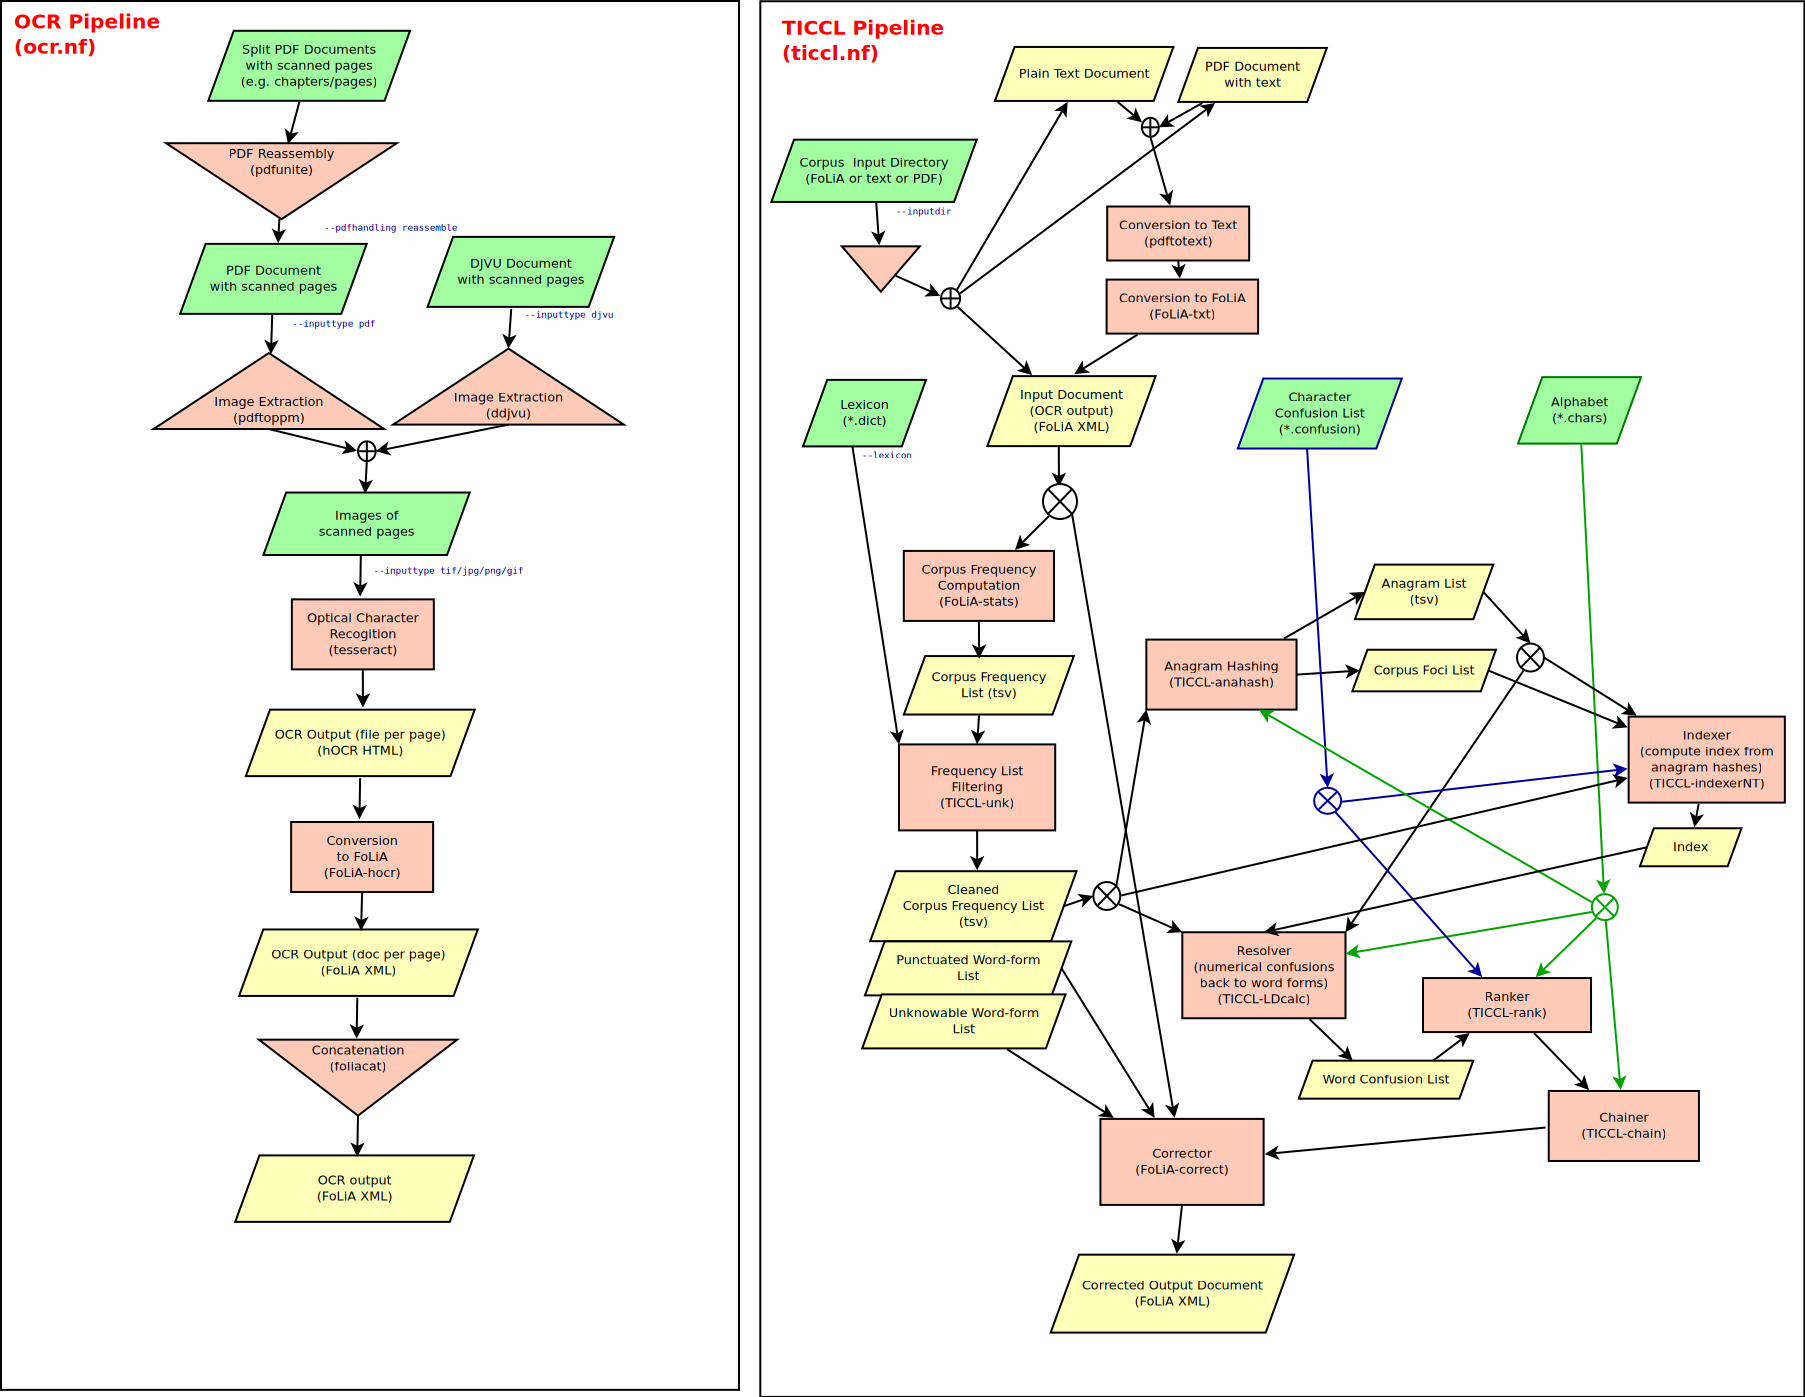 OCR Pipeline
(ocr.nf)
Split PDF Documents
with scanned pages
(e.g. chapters/pages)
PDF Reassembly
(pdfunite)
--pdfhandling reassemble
PDF Document
with scanned pages
--inputtype pdf
DJVU Document
with scanned pages
--inputtype djvu
Image Extraction
(pdftoppm)
Image Extraction
(ddjvu)
Images of
scanned pages
--inputtype tif/jpg/png/gif
Optical Character
Recogition
(tesseract)
OCR Output (file per page)
(hOCR HTML)
Conversion
to FoLiA
(FoLiA-hocr)
OCR Output (doc per page)
(FoLiA XML)
Concatenation
(foliacat)
OCR output
(FoLiA XML)
TICCL Pipeline
(ticcl.nf)
Plain Text Document
PDF Document
with text
Corpus  Input Directory
(FoLiA or text or PDF)
--inputdir
Conversion to Text
(pdftotext)
Conversion to FoLiA
(FoLiA-txt)
Lexicon
(*.dict)
--lexicon
Input Document
(OCR output)
(FoLiA XML)
Character
Confusion List
(*.confusion)
Alphabet
(*.chars)
Corpus Frequency
Computation
(FoLiA-stats)
Anagram List
(tsv)
Corpus Frequency
List (tsv)
Anagram Hashing
(TICCL-anahash)
Corpus Foci List
Frequency List
Filtering
(TICCL-unk)
Indexer
(compute index from
anagram hashes)
(TICCL-indexerNT)
Index
Cleaned
Corpus Frequency List
(tsv)
Punctuated Word-form
List
Unknowable Word-form
List
Resolver
(numerical confusions
back to word forms)
(TICCL-LDcalc)
Ranker
(TICCL-rank)
Word Confusion List
Chainer
(TICCL-chain)
Corrector
(FoLiA-correct)
Corrected Output Document
(FoLiA XML)